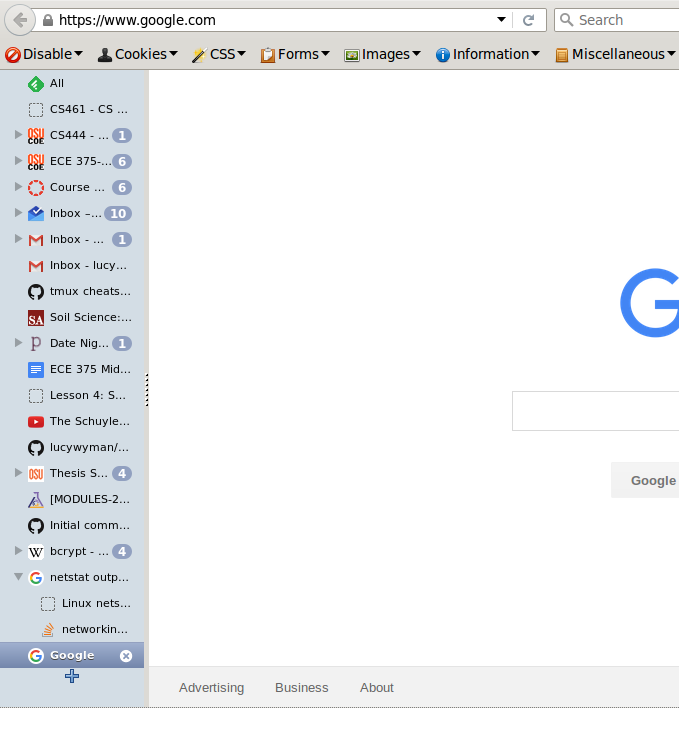 https://www.google.com
Search
Disable Cookies CSS Forms Images Information Miscellaneous
All
CS461 - CS ...
CS444 - ... 1
ECE 375-... 6
Course ... 6
Inbox –... 10
Inbox - ... 1
Inbox - lucy...
tmux cheats...
Soil Science:...
Date Nig... 1
ECE 375 Mid...
Lesson 4: S...
The Schuyle...
lucywyman/...
Thesis S... 4
[MODULES-2...
Initial comm...
bcrypt - ... 4
netstat outp...
Linux nets...
networkin...
Google
G
Google
Advertising Business About